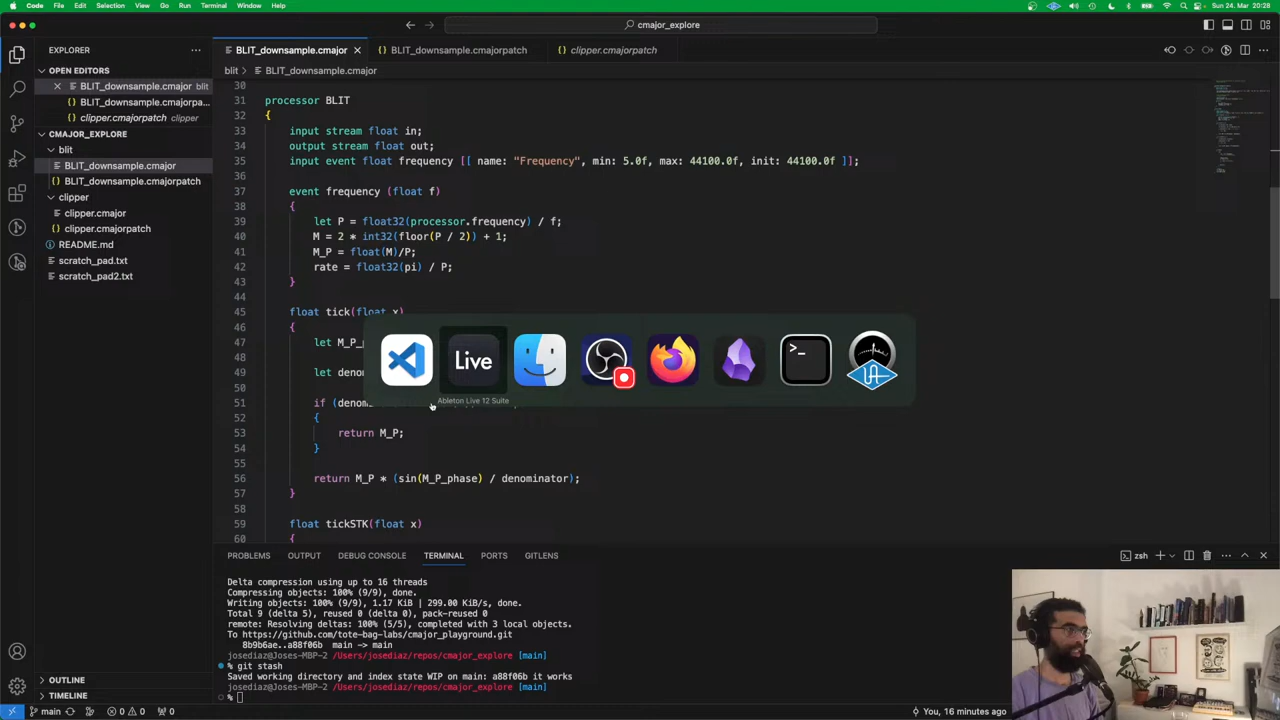 Code File Edit Selection View Go Run Terminal Window Help
Sun 24. Mar 20:28
cmajor_explore
EXPLORER
OPEN EDITORS
BLIT_downsample.cmajor blit
BLIT_downsample.cmajorpa...
clipper.cmajorpatch clipper
CMAJOR_EXPLORE
blit
BLIT_downsample.cmajor
BLIT_downsample.cmajorpatch
clipper
clipper.cmajor
clipper.cmajorpatch
README.md
scratch_pad.txt
scratch_pad2.txt
OUTLINE
TIMELINE
BLIT_downsample.cmajor
BLIT_downsample.cmajorpatch
clipper.cmajorpatch
blit > BLIT_downsample.cmajor
30
31 processor BLIT
32 {
33 input stream float in;
34 output stream float out;
35 input event float frequency [[ name: "Frequency", min: 5.0f, max: 44100.0f, init: 44100.0f ]];
36
37 event frequency (float f)
38 {
39 let P = float32(processor.frequency) / f;
40 M = 2 * int32(floor(P / 2)) + 1;
41 M_P = float(M)/P;
42 rate = float32(pi) / P;
43 }
44
45 float tick(float x)
46 {
47 let M_P_
48
49 let deno
50
51 if (denom
52 {
53 return M_P;
54 }
55
56 return M_P * (sin(M_P_phase) / denominator);
57 }
58
59 float tickSTK(float x)
60 {
Live
Ableton Live 12 Suite
PROBLEMS OUTPUT DEBUG CONSOLE TERMINAL PORTS GITLENS
zsh
Delta compression using up to 16 threads
Compressing objects: 100% (9/9), done.
Writing objects: 100% (9/9), 1.17 KiB | 299.00 KiB/s, done.
Total 9 (delta 5), reused 0 (delta 0), pack-reused 0
remote: Resolving deltas: 100% (5/5), completed with 3 local objects.
To https://github.com/tote-bag-labs/cmajor_playground.git
8b9b6ae..a88f06b main -> main
josediaz@Joses-MBP-2 /Users/josediaz/repos/cmajor_explore [main]
% git stash
Saved working directory and index state WIP on main: a88f06b it works
josediaz@Joses-MBP-2 /Users/josediaz/repos/cmajor_explore [main]
%
main 0 0 0
You, 16 minutes ago